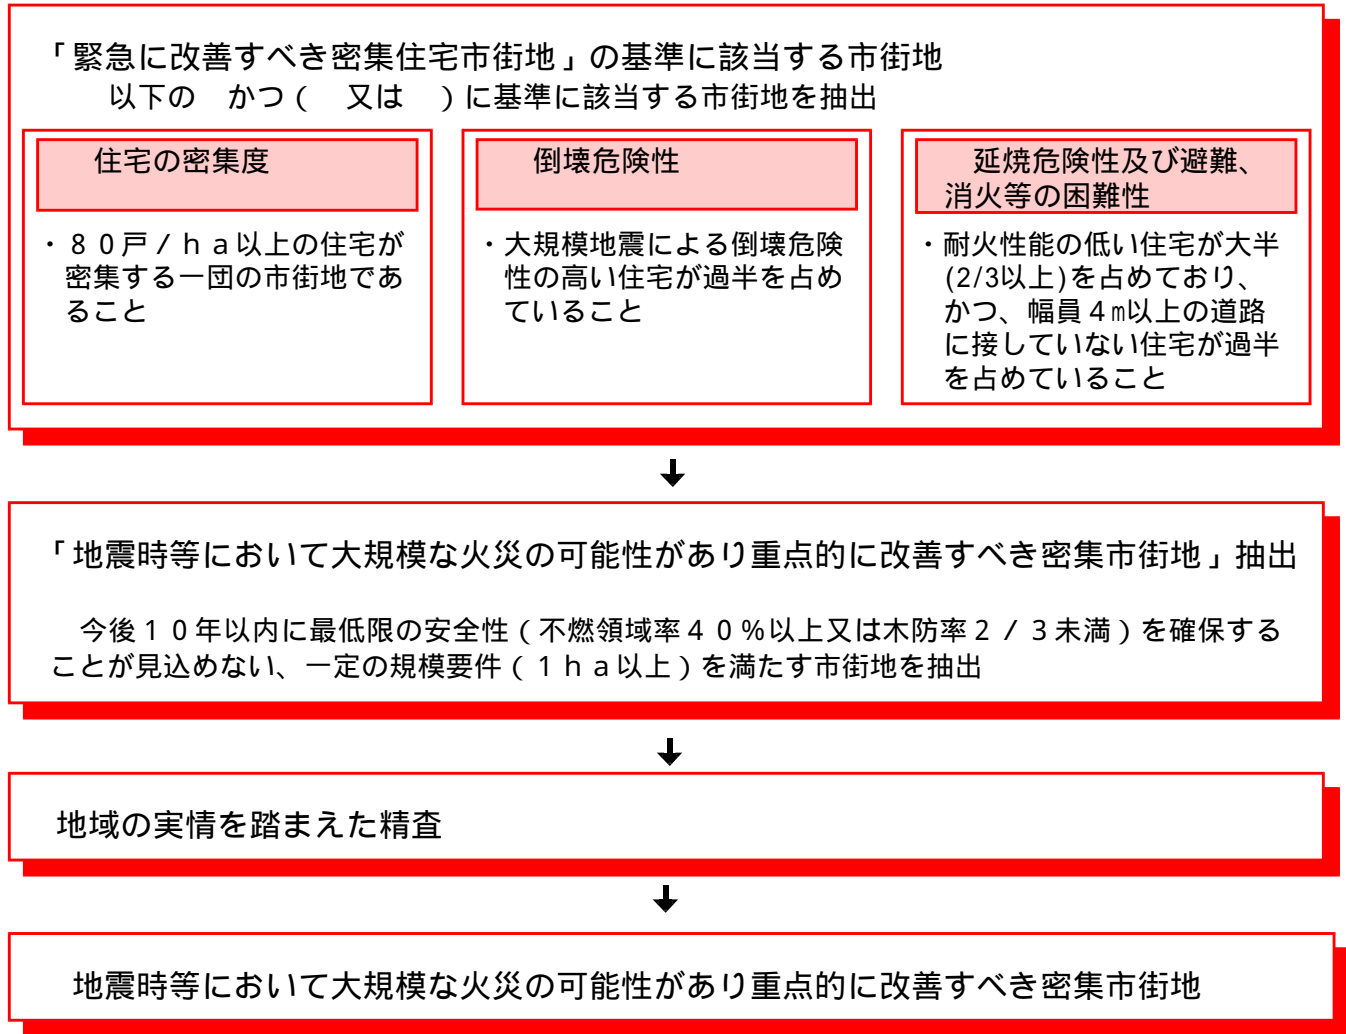 「緊急に改善すべき密集住宅市街地」の基準に該当する市街地
以下の　かつ（　又は　）に基準に該当する市街地を抽出
住宅の密集度
・８０戸／ｈａ以上の住宅が
密集する一団の市街地であ
ること
倒壊危険性
・大規模地震による倒壊危険
性の高い住宅が過半を占め
ていること
延焼危険性及び避難、
消火等の困難性
・耐火性能の低い住宅が大半
(2/3以上)を占めており、
かつ、幅員４㎡以上の道路
に接していない住宅が過半
を占めていること
「地震時等において大規模な火災の可能性があり重点的に改善すべき密集市街地」抽出
今後１０年以内に最低限の安全性（不燃領域率４０％以上又は木防率２／３未満）を確保する
ことが見込めない、一定の規模要件（１ｈａ以上）を満たす市街地を抽出
地域の実情を踏まえた精査
地震時等において大規模な火災の可能性があり重点的に改善すべき密集市街地